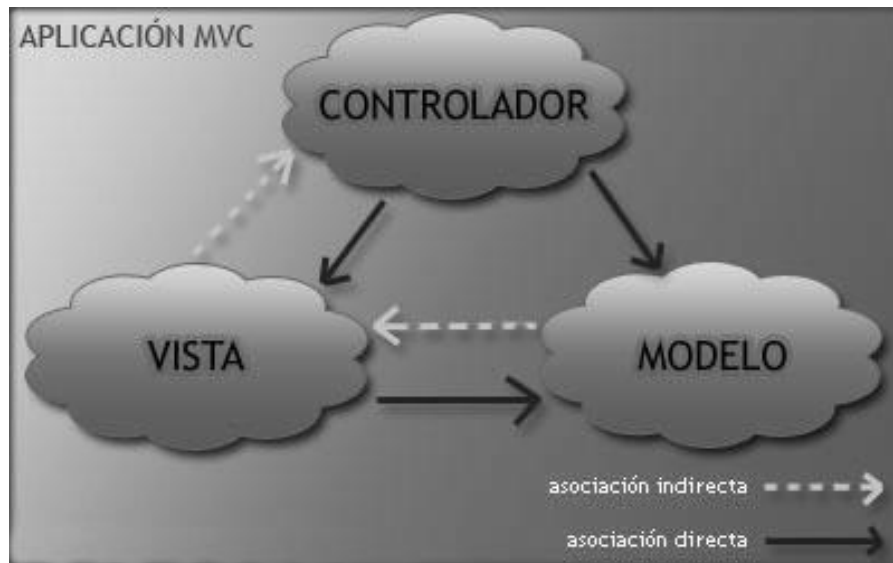 APLICACIÓN MVC
CONTROLADOR
VISTA
MODELO
asociación indirecta
asociación directa